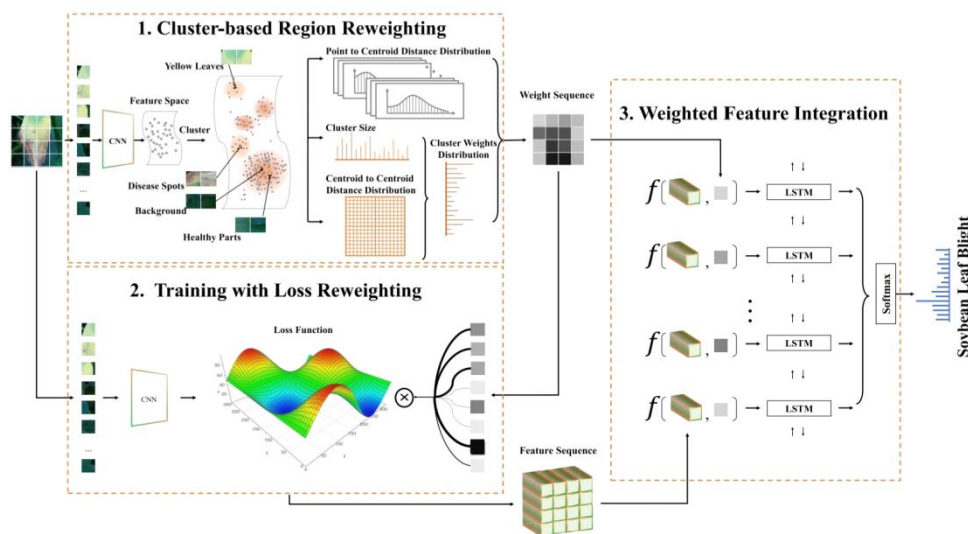 1. Cluster-based Region Reweighting
Yellow Leaves
Feature Space
CNN
Cluster
...
Disease Spots
Background
Healthy Parts
Point to Centroid Distance Distribution
Cluster Size
Centroid to Centroid
Distance Distribution
Cluster Weights
Distribution
Weight Sequence
2. Training with Loss Reweighting
Loss Function
CNN
...
Feature Sequence
3. Weighted Feature Integration
f( , )
LSTM
f( , )
LSTM
f( , )
LSTM
f( , )
LSTM
Softmax
Soybean Leaf Blight